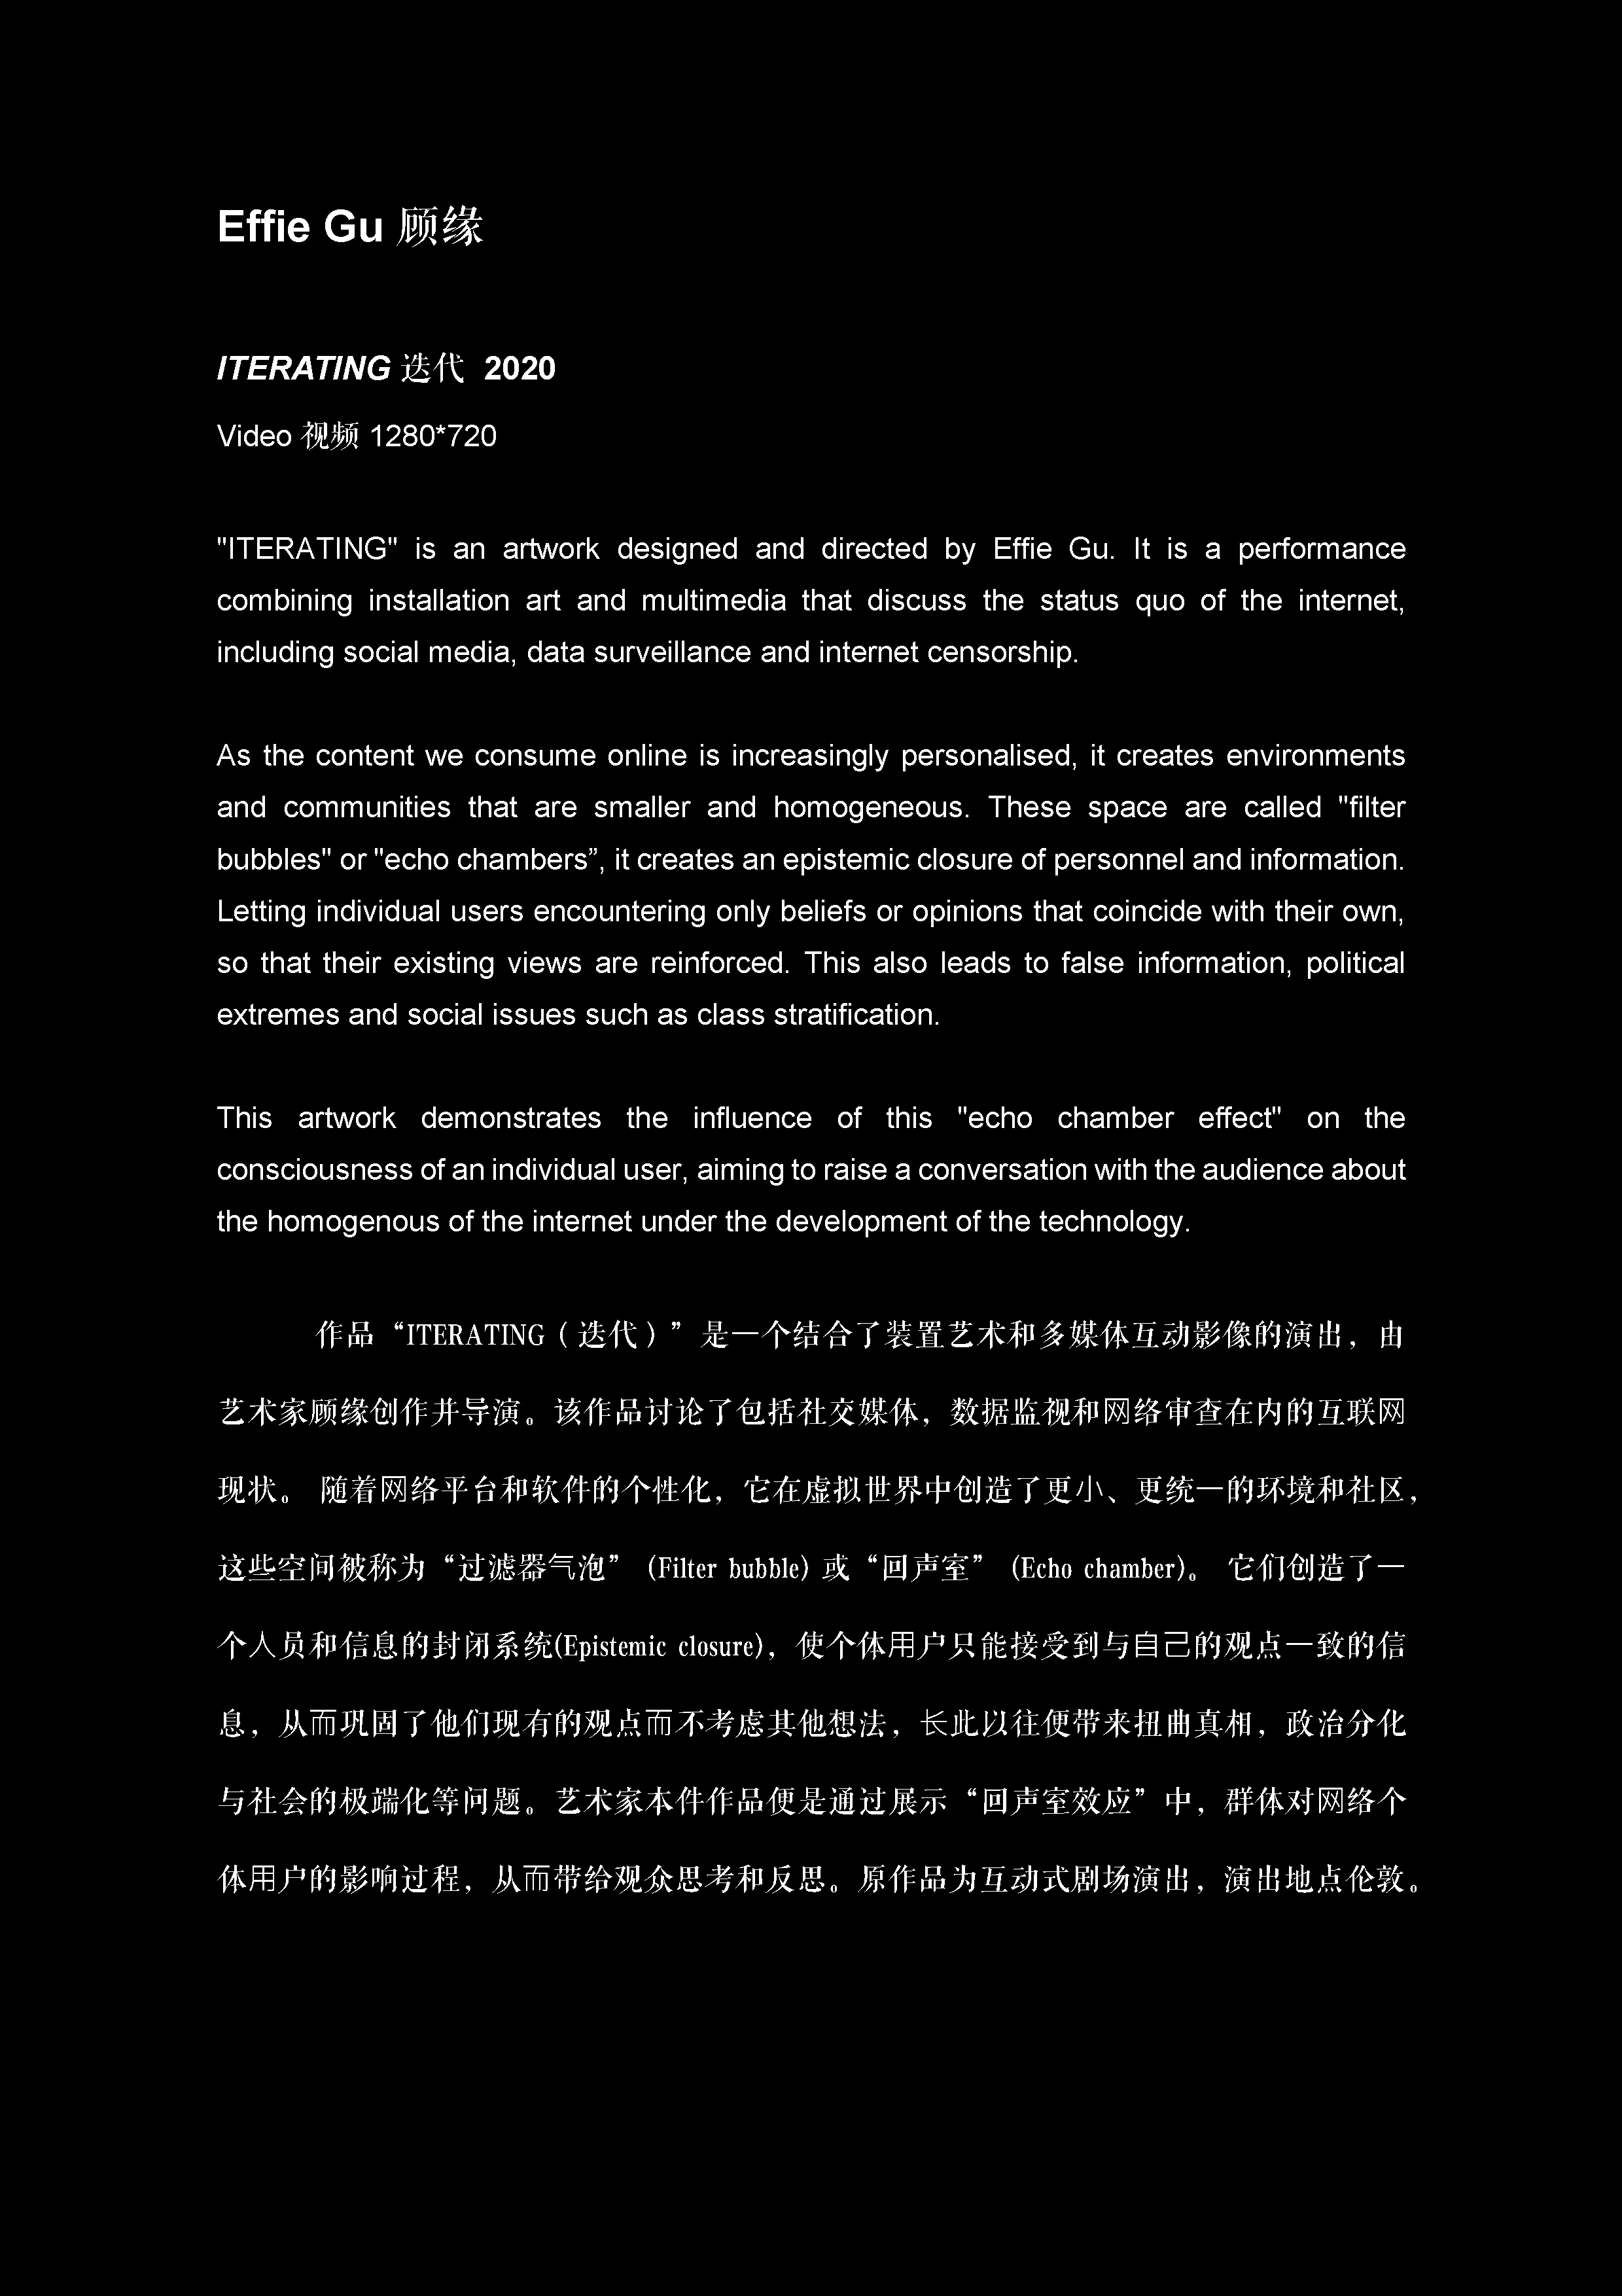 Effie Gu 顾缘
ITERATING 迭代 2020
Video 视频 1280*720
"ITERATING" is an artwork designed and directed by Effie Gu. It is a performance
combining installation art and multimedia that discuss the status quo of the internet,
including social media, data surveillance and internet censorship.
As the content we consume online is increasingly personalised, it creates environments
and communities that are smaller and homogeneous. These space are called "filter
bubbles" or "echo chambers”, it creates an epistemic closure of personnel and information.
Letting individual users encountering only beliefs or opinions that coincide with their own,
so that their existing views are reinforced. This also leads to false information, political
extremes and social issues such as class stratification.
This artwork demonstrates the influence of this "echo chamber effect" on the
consciousness of an individual user, aiming to raise a conversation with the audience about
the homogenous of the internet under the development of the technology.
作品“ITERATING（迭代）”是一个结合了装置艺术和多媒体互动影像的演出，由
艺术家顾缘创作并导演。该作品讨论了包括社交媒体，数据监视和网络审查在内的互联网
现状。 随着网络平台和软件的个性化，它在虚拟世界中创造了更小、更统一的环境和社区，
这些空间被称为“过滤器气泡” (Filter bubble) 或“回声室” (Echo chamber)。 它们创造了一
个人员和信息的封闭系统(Epistemic closure)，使个体用户只能接受到与自己的观点一致的信
息，从而巩固了他们现有的观点而不考虑其他想法，长此以往便带来扭曲真相，政治分化
与社会的极端化等问题。艺术家本件作品便是通过展示“回声室效应”中，群体对网络个
体用户的影响过程，从而带给观众思考和反思。原作品为互动式剧场演出，演出地点伦敦。